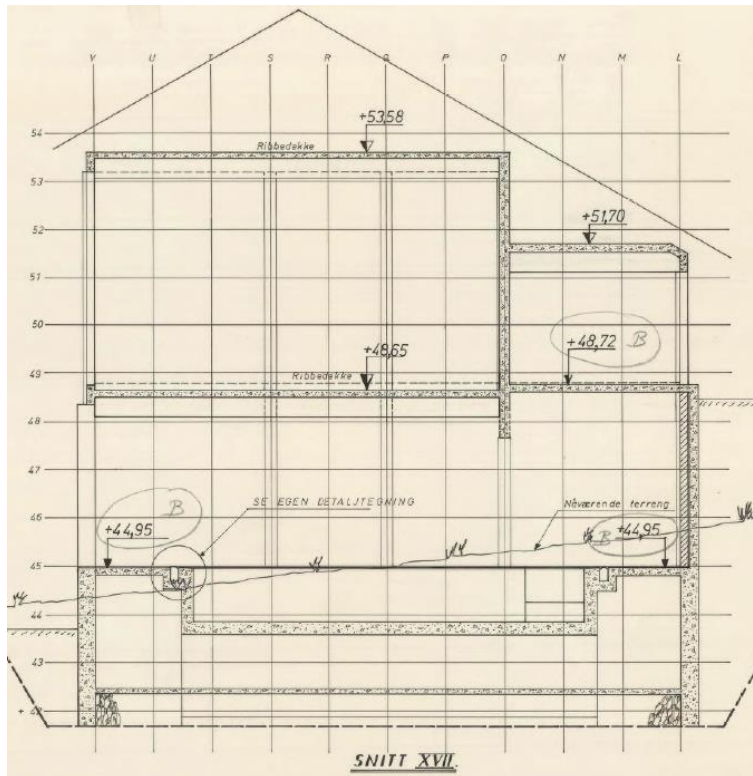 V U T S R Q P O N M L
+53,58
54
Ribbedekke
53
+51,70
52
51
50
+48,72 B
+48,65
49
Ribbedekke
48
47
SE EGEN DETALJTEGNING
Nåværende terreng
46
B
+44,95
B +44,95
45
44
43
+ 42
SNITT XVII.